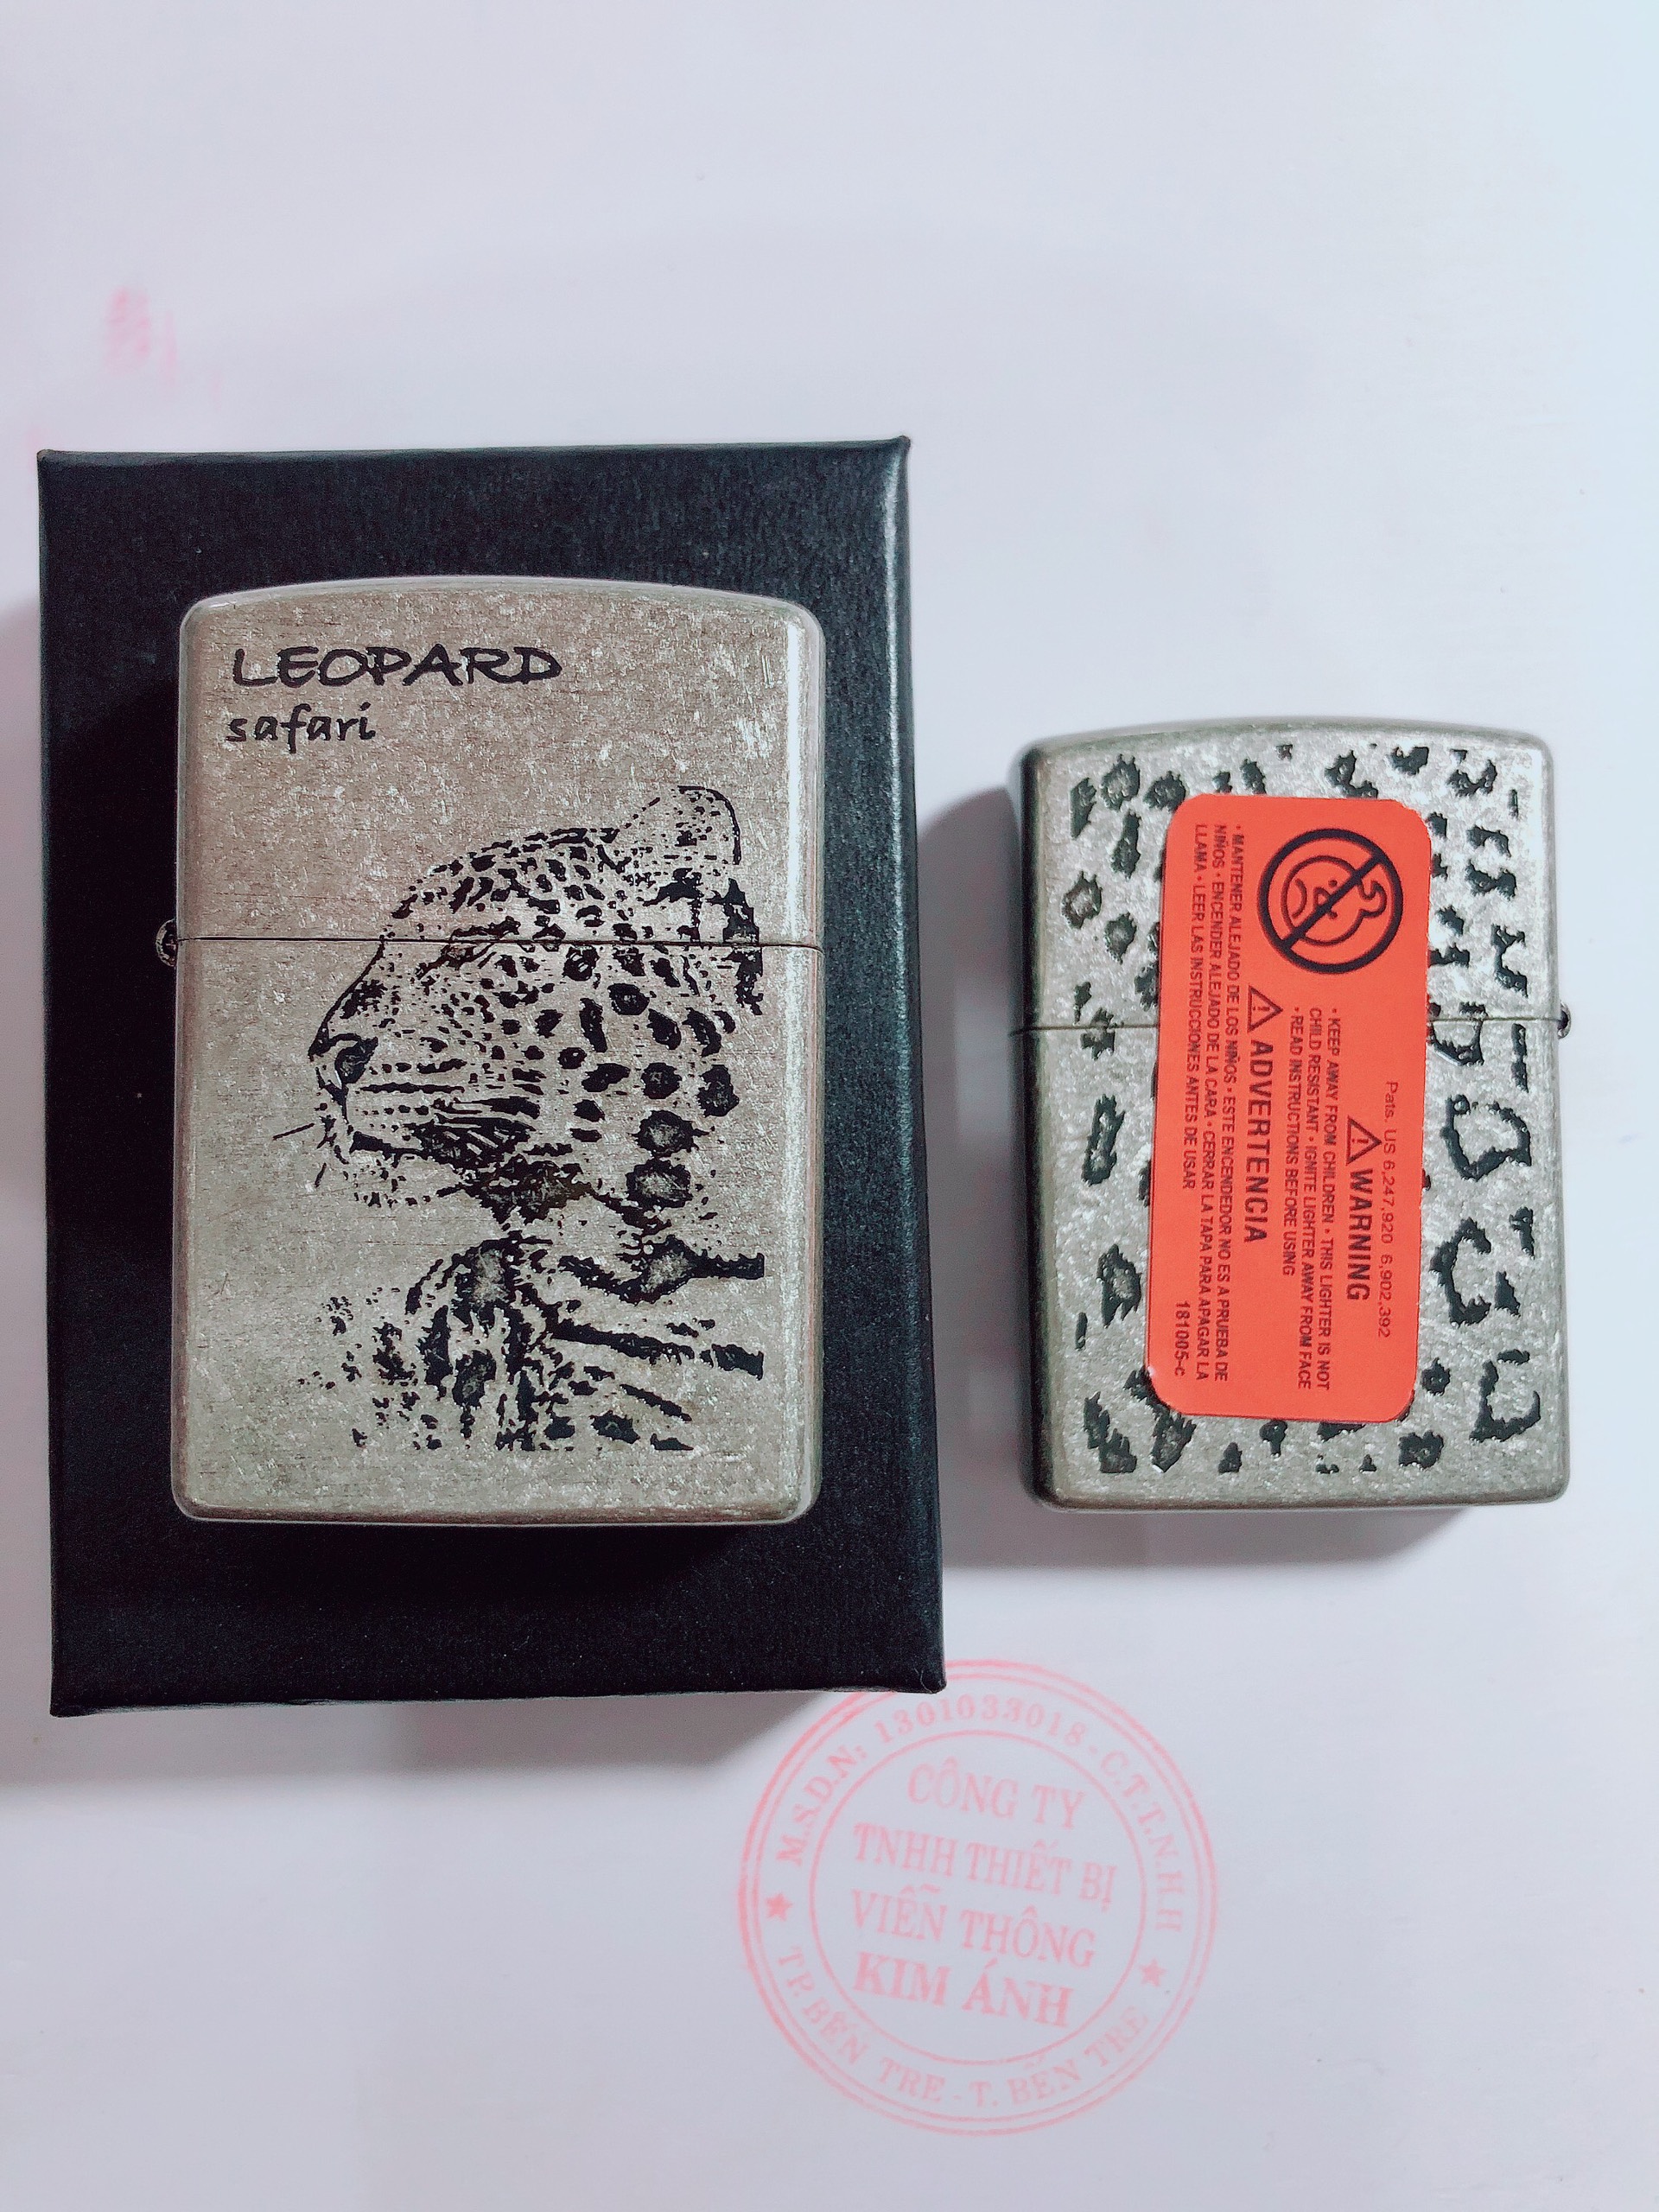 LEOPARD
safari
Pats. US 6,247,920 6,902,392
⚠ WARNING
• KEEP AWAY FROM CHILDREN • THIS LIGHTER IS NOT
CHILD RESISTANT • IGNITE LIGHTER AWAY FROM FACE
• READ INSTRUCTIONS BEFORE USING
⚠ ADVERTENCIA
• MANTENER ALEJADO DE LOS NIÑOS • ESTE ENCENDEDOR NO ES A PRUEBA DE
NIÑOS • ENCENDER ALEJADO DE LA CARA • CERRAR LA TAPA PARA APAGAR LA
LLAMA • LEER LAS INSTRUCCIONES ANTES DE USAR
181005-c
M.S.D.N: 1301033018-C.T.T.N.H.H
CÔNG TY
TNHH THIẾT BỊ
VIỄN THÔNG
KIM ÁNH
★ TP. BẾN TRE - T. BẾN TRE ★